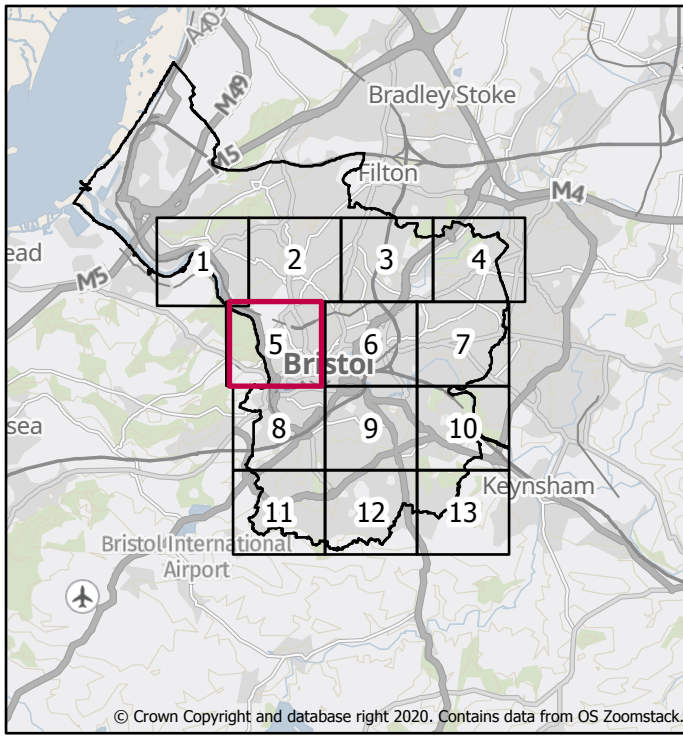 A403
M49
Bradley Stoke
M5
Filton
M4
ead
M5
1
2
3
4
5
6
7
Bristol
sea
8
9
10
Keynsham
11
12
13
Bristol International
Airport
© Crown Copyright and database right 2020. Contains data from OS Zoomstack.